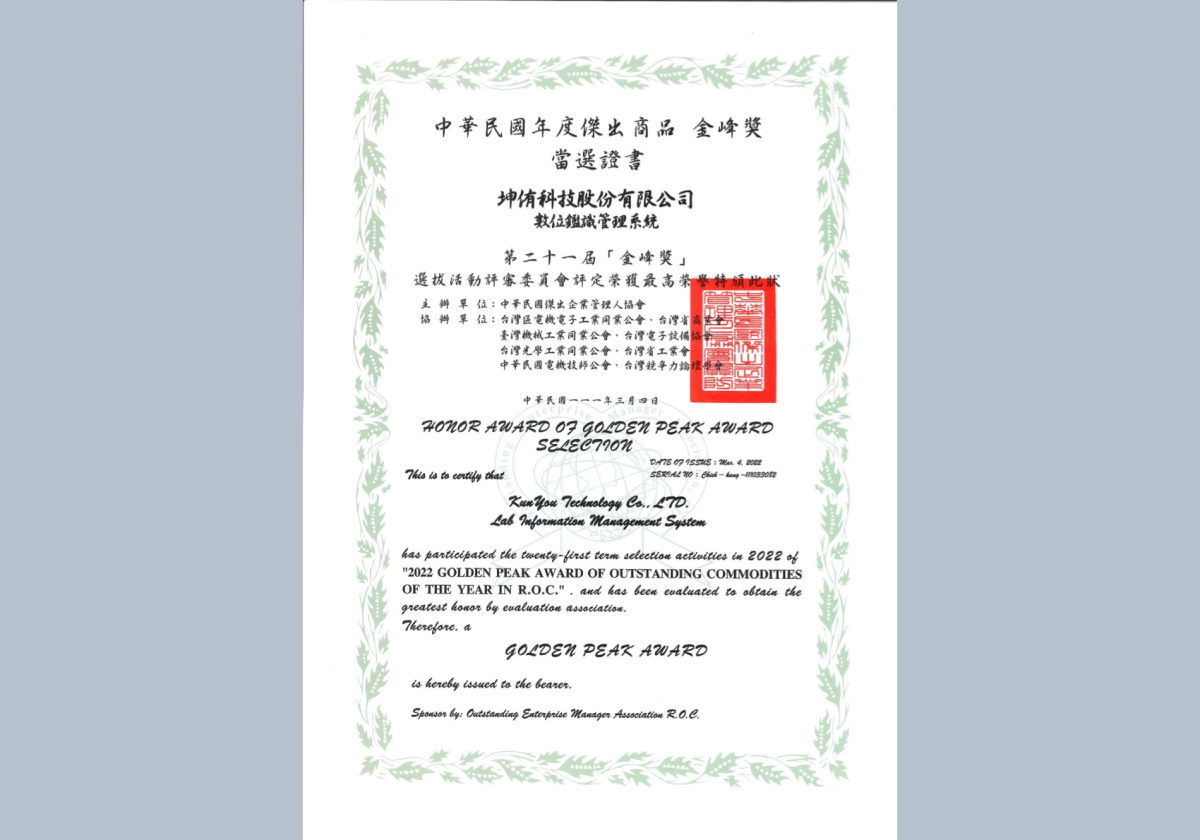 中華民國年度傑出商品 金峰獎
當選證書
坤侑科技股份有限公司
數位鑑識管理系統
第二十一屆「金峰獎」
選拔活動評審委員會評定榮獲最高榮譽特頒此狀
主辦單位：中華民國傑出企業管理人協會
協辦單位：台灣區電機電子工業同業公會、台灣省商業會
臺灣機械工業同業公會、台灣電子設備協會
台灣光學工業同業公會、台灣省工業會
中華民國電機技師公會、台灣競爭力論壇學會
中華民國一一一年三月四日
HONOR AWARD OF GOLDEN PEAK AWARD
SELECTION
DATE OF ISSUE : Mar. 4, 2022
SERIAL NO : Chieh – kang –111033082
This is to certify that
KunYou Technology Co., LTD.
Lab Information Management System
has participated the twenty-first term selection activities in 2022 of
"2022 GOLDEN PEAK AWARD OF OUTSTANDING COMMODITIES
OF THE YEAR IN R.O.C." . and has been evaluated to obtain the
greatest honor by evaluation association.
Therefore, a
GOLDEN PEAK AWARD
is hereby issued to the bearer.
Sponsor by: Outstanding Enterprise Manager Association R.O.C.